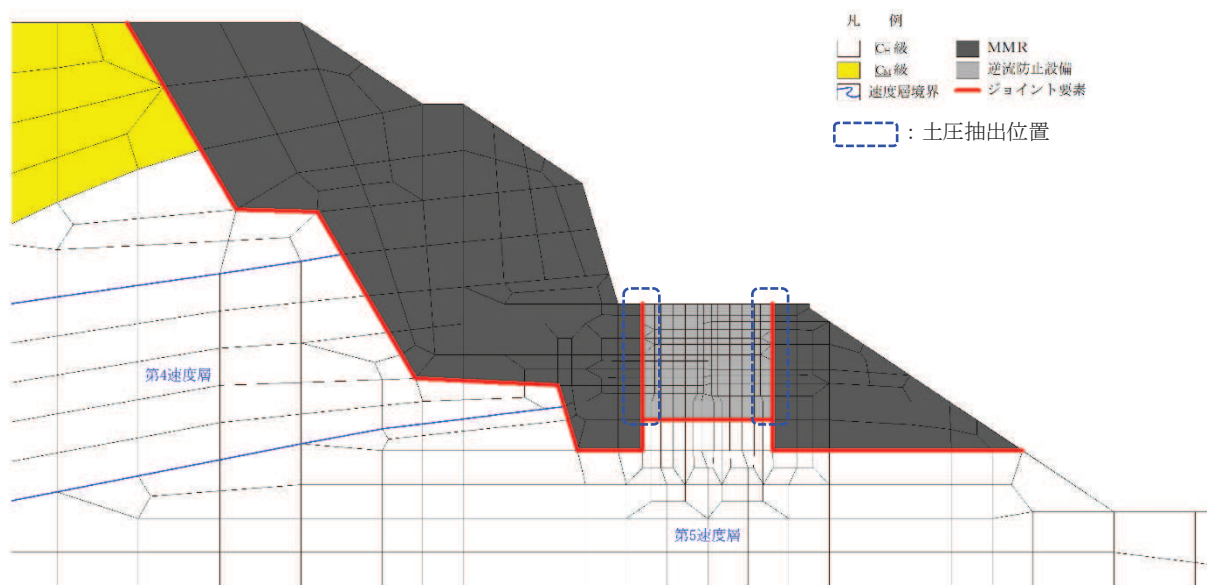 凡 例
CH級
MMR
CM級
逆流防止設備
速度層境界
ジョイント要素
：土圧抽出位置
第4速度層
第5速度層